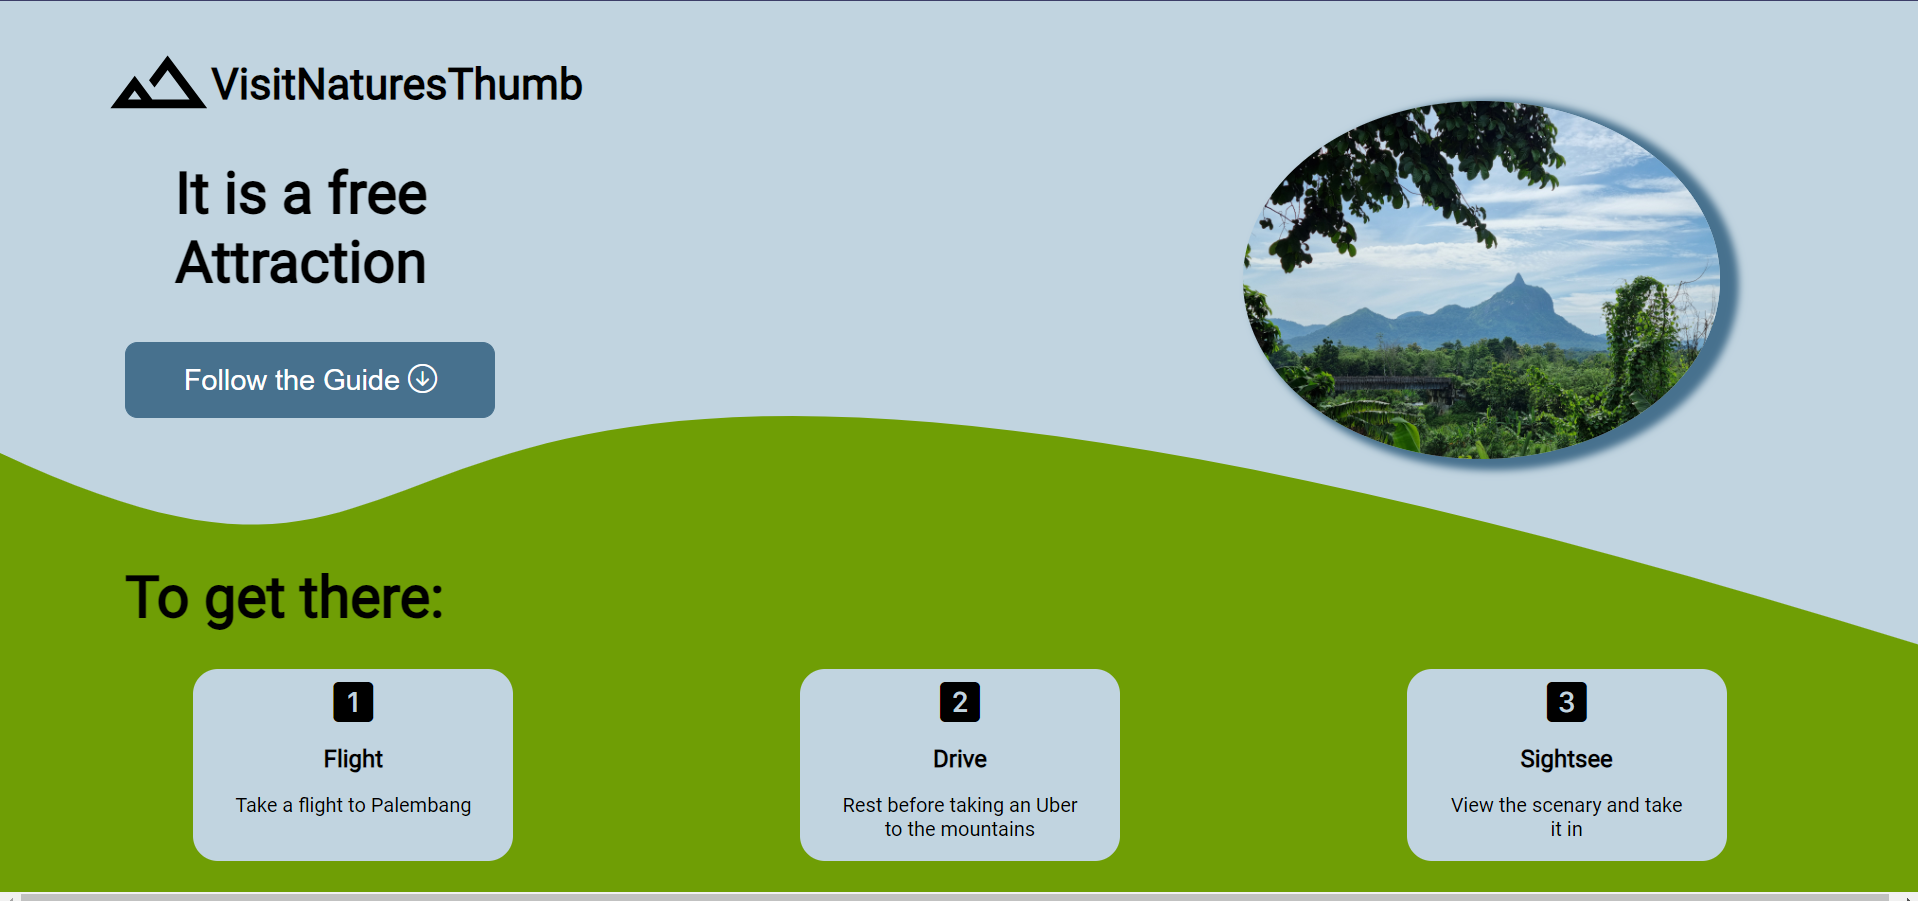 VisitNaturesThumb
It is a free
Attraction
Follow the Guide
To get there:
1
Flight
Take a flight to Palembang
2
Drive
Rest before taking an Uber
to the mountains
3
Sightsee
View the scenary and take
it in